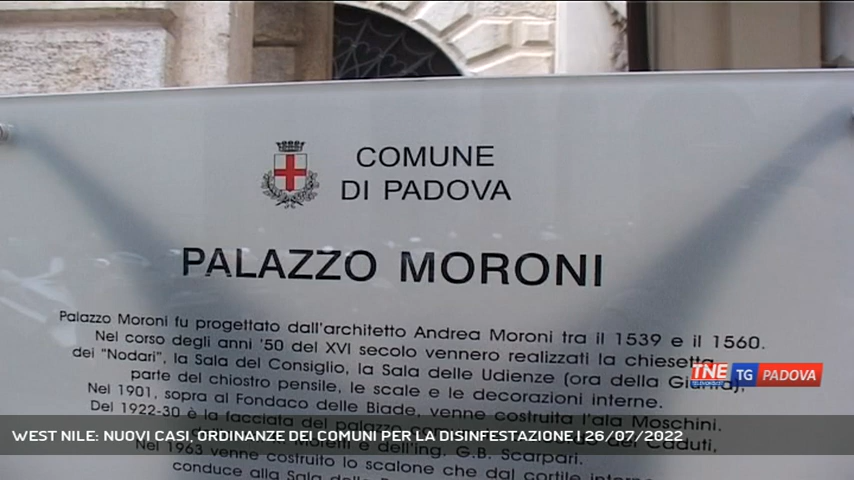 COMUNE
DI PADOVA
PALAZZO MORONI
Palazzo Moroni fu progettato dall'architetto Andrea Moroni tra il 1539 e il 1560.
Nel corso degli anni '50 del XVI secolo vennero realizzati la chiesetta
dei "Nodari", la Sala del Consiglio, la Sala delle Udienze (ora della
parte del chiostro pensile, le scale e le decorazioni interne.
Nel 1901, sopra al Fondaco delle Biade, venne costruita l'ala Moschini.
Del 1922-30 è la facciata del palazzo Caduti,
Moretti e dell'ing. G.B. Scarpari.
Nel 1963 venne costruito lo scalone che dal cortile
conduce alla Sala
TNE
TG PADOVA
WEST NILE: NUOVI CASI, ORDINANZE DEI COMUNI PER LA DISINFESTAZIONE | 26/07/2022